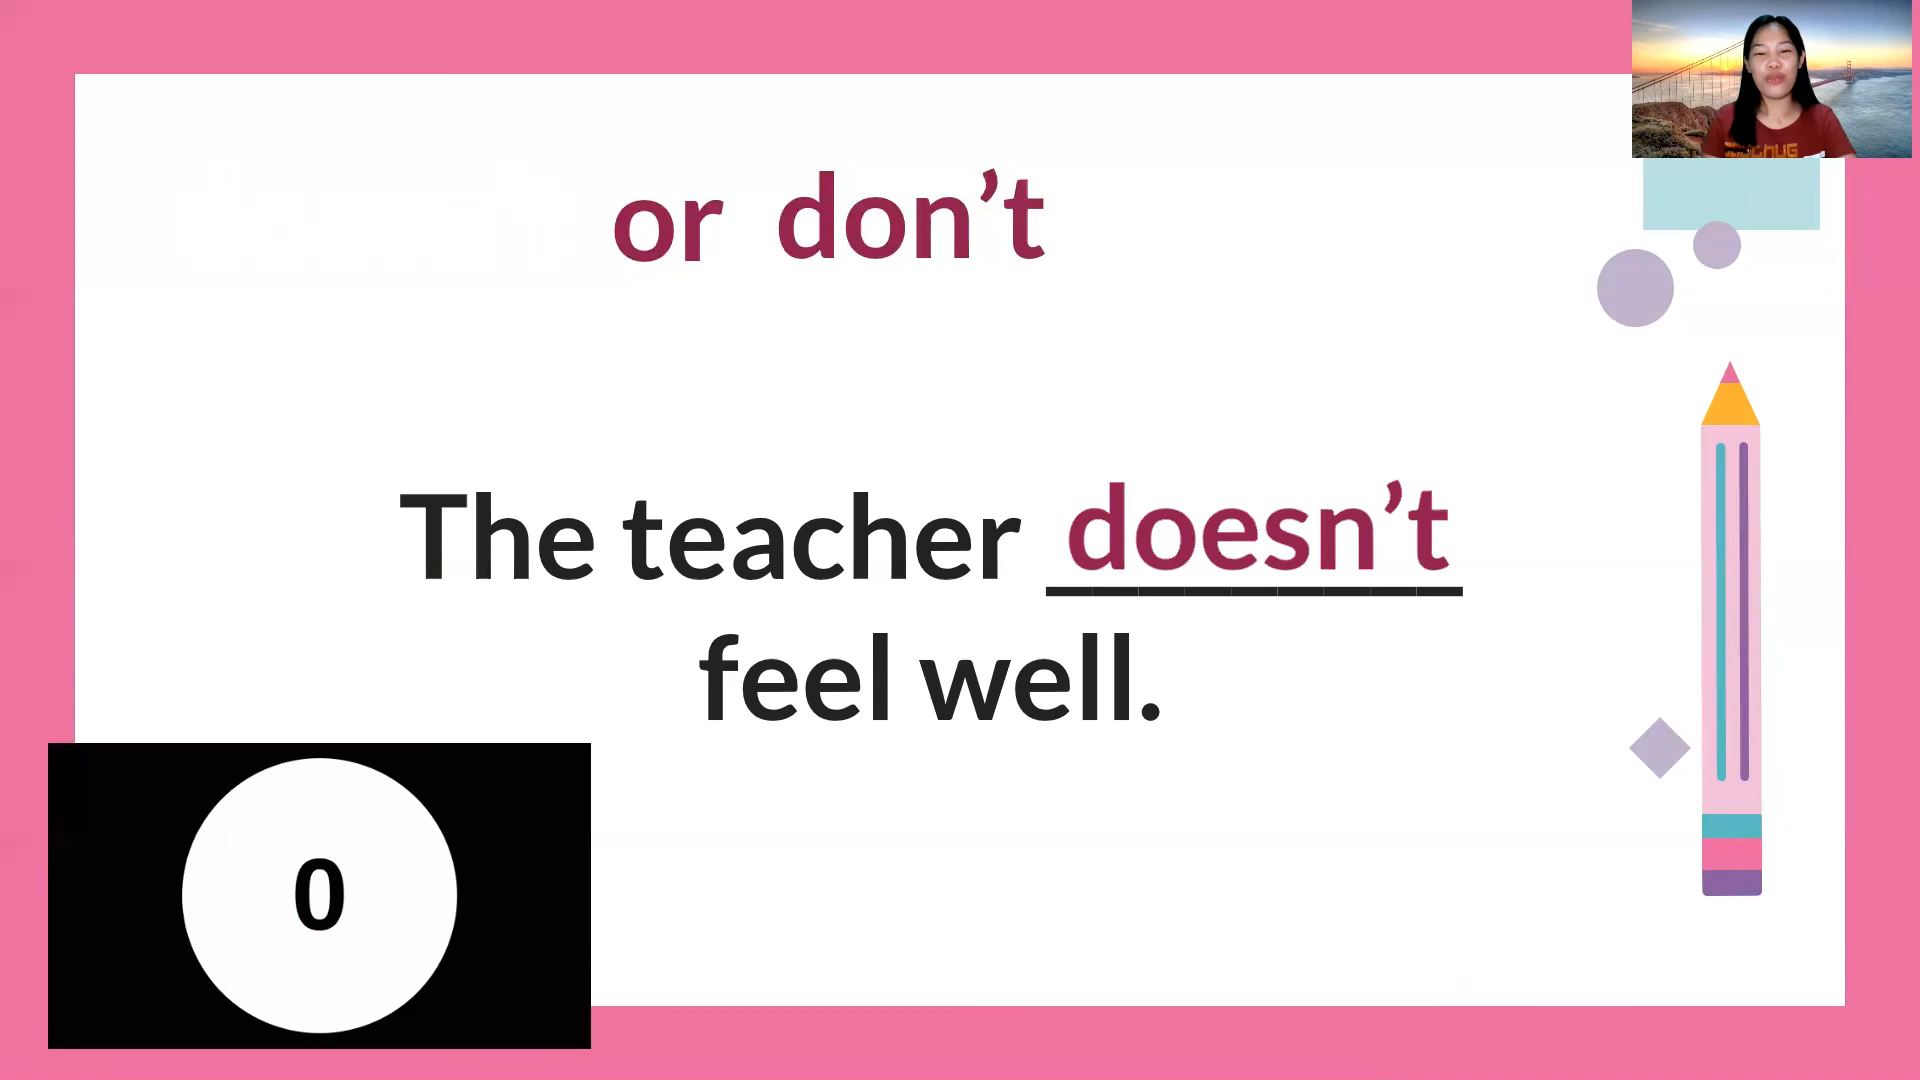 or don’t
The teacher doesn’t
feel well.
0